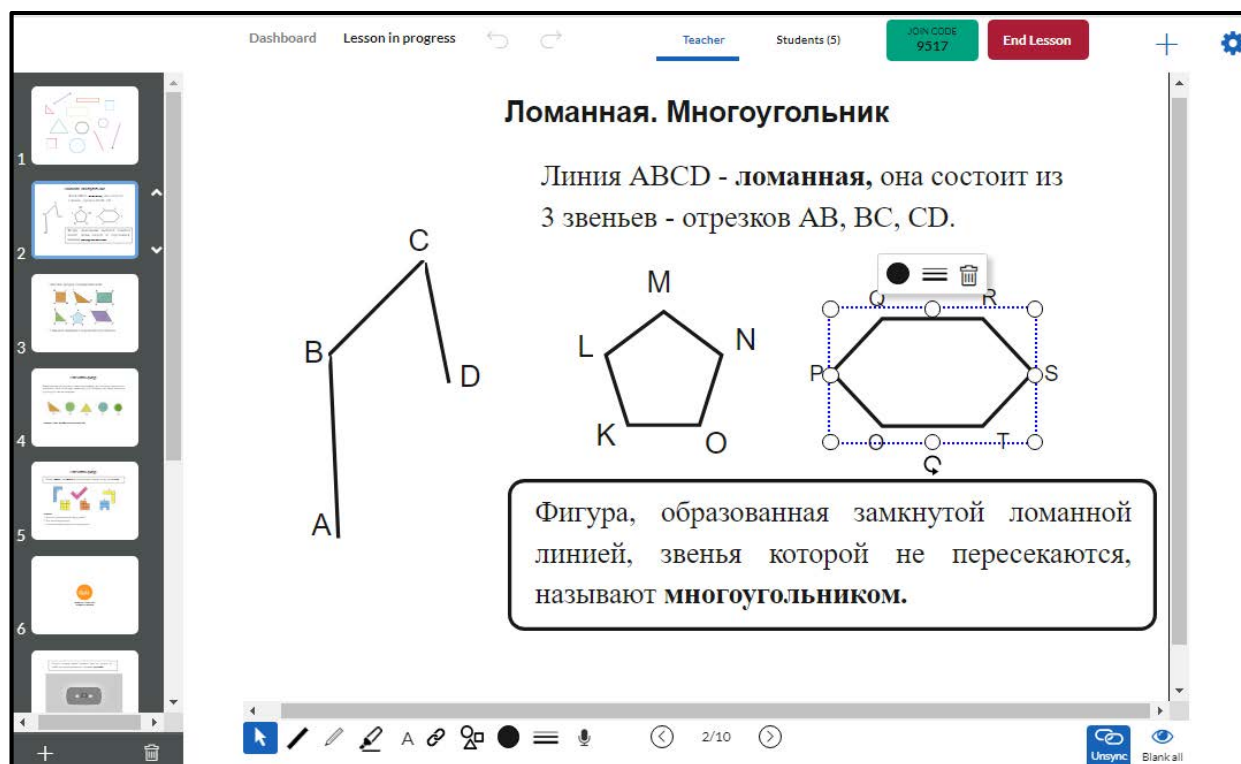 Dashboard Lesson in progress Teacher Students (5) JOIN CODE 9517 End Lesson
1
2
3
4
5
6
Ломанная. Многоугольник
Линия ABCD - ломанная, она состоит из
3 звеньев - отрезков AB, BC, CD.
C
B
D
A
M
L
N
K
O
Q
R
P
S
O
T
Фигура, образованная замкнутой ломанной
линией, звенья которой не пересекаются,
называют многоугольником.
A
2/10
Unsync
Blank all